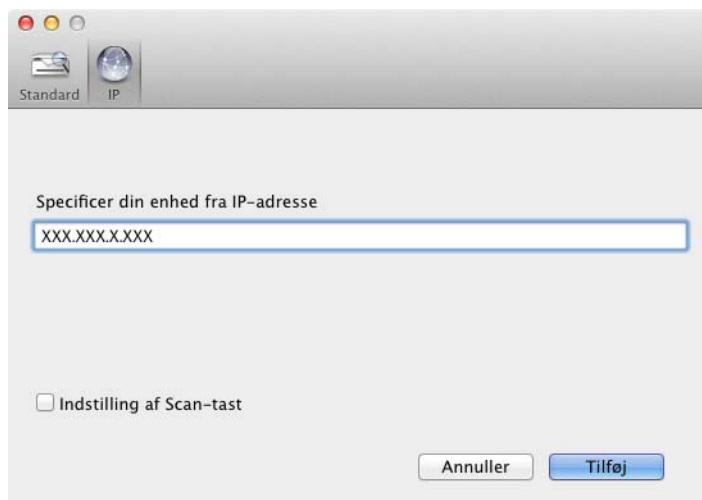 Standard
IP
Specificer din enhed fra IP-adresse
XXX.XXX.X.XXX
Indstilling af Scan-tast
Annuller
Tilføj